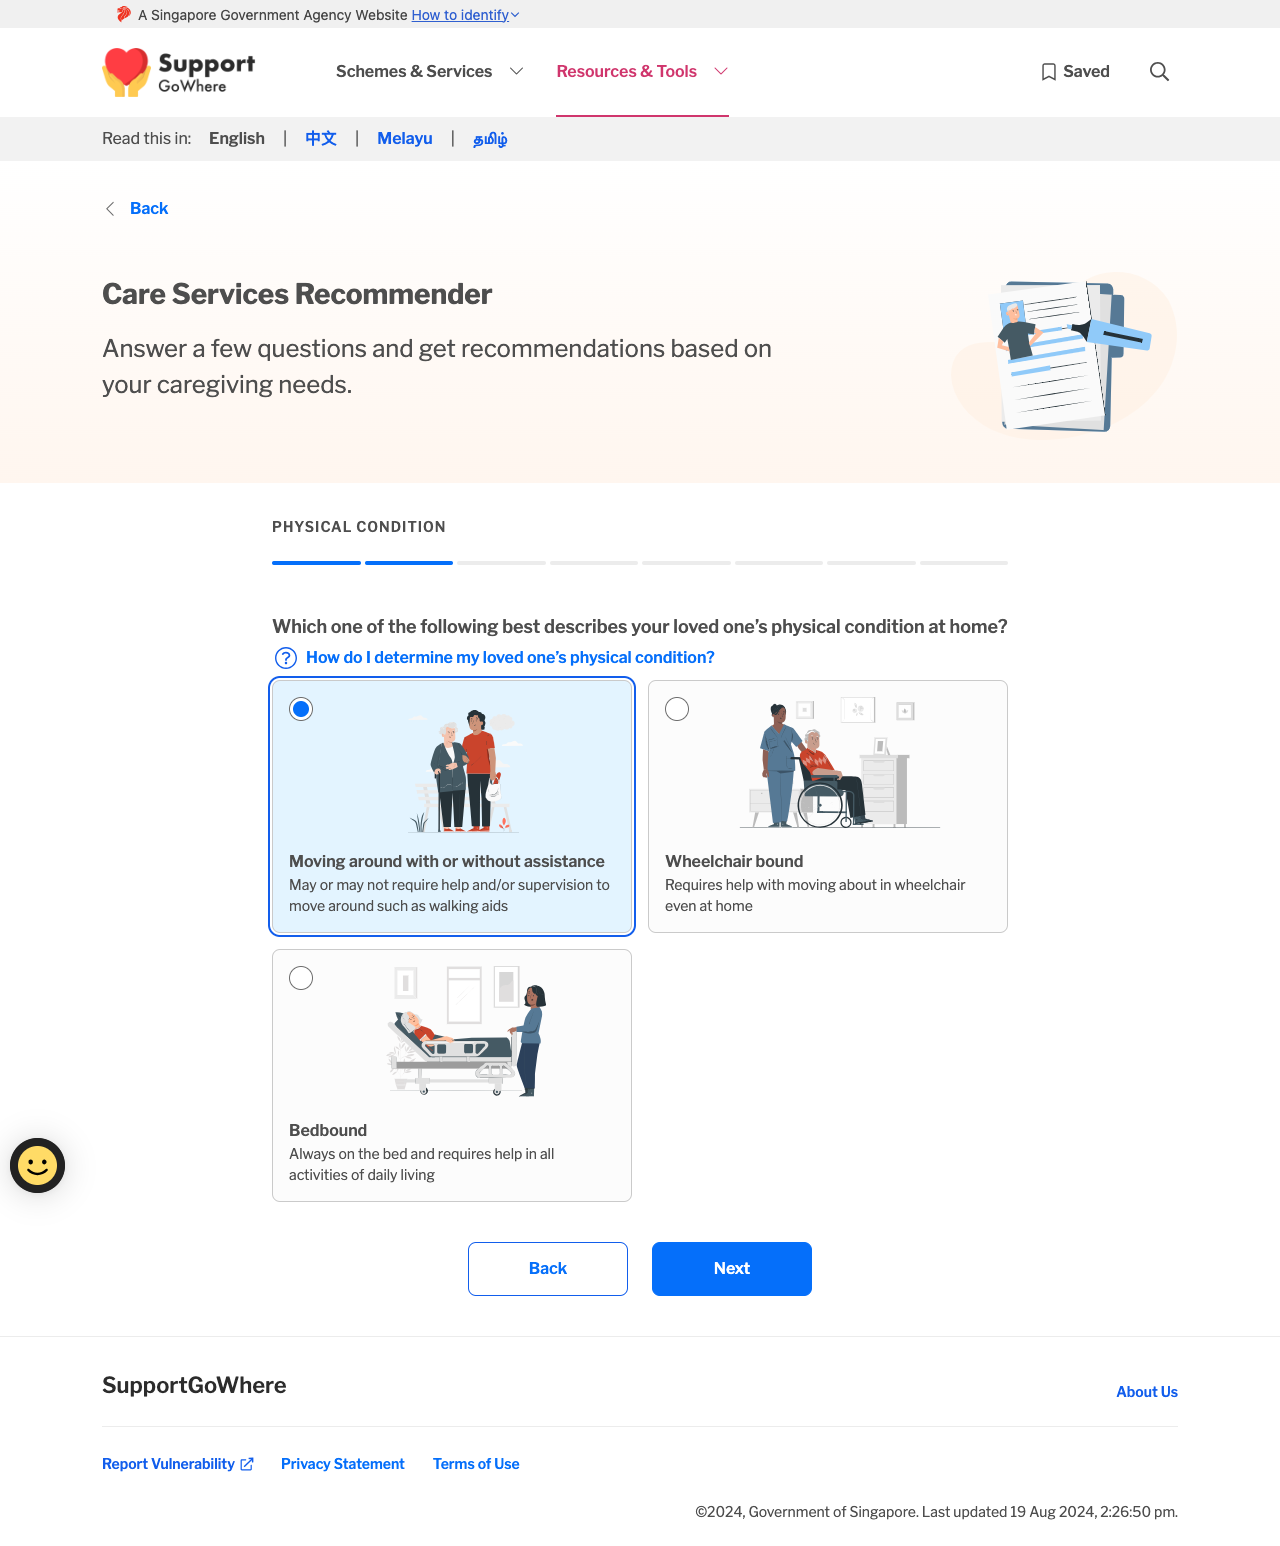 A Singapore Government Agency Website How to identify
Support
GoWhere
Schemes & Services
Resources & Tools
Saved
Read this in: English | 中文 | Melayu | தமிழ்
Back
Care Services Recommender
Answer a few questions and get recommendations based on
your caregiving needs.
PHYSICAL CONDITION
Which one of the following best describes your loved one’s physical condition at home?
How do I determine my loved one’s physical condition?
Moving around with or without assistance
May or may not require help and/or supervision to
move around such as walking aids
Wheelchair bound
Requires help with moving about in wheelchair
even at home
Bedbound
Always on the bed and requires help in all
activities of daily living
Back
Next
SupportGoWhere
About Us
Report Vulnerability
Privacy Statement
Terms of Use
©2024, Government of Singapore. Last updated 19 Aug 2024, 2:26:50 pm.